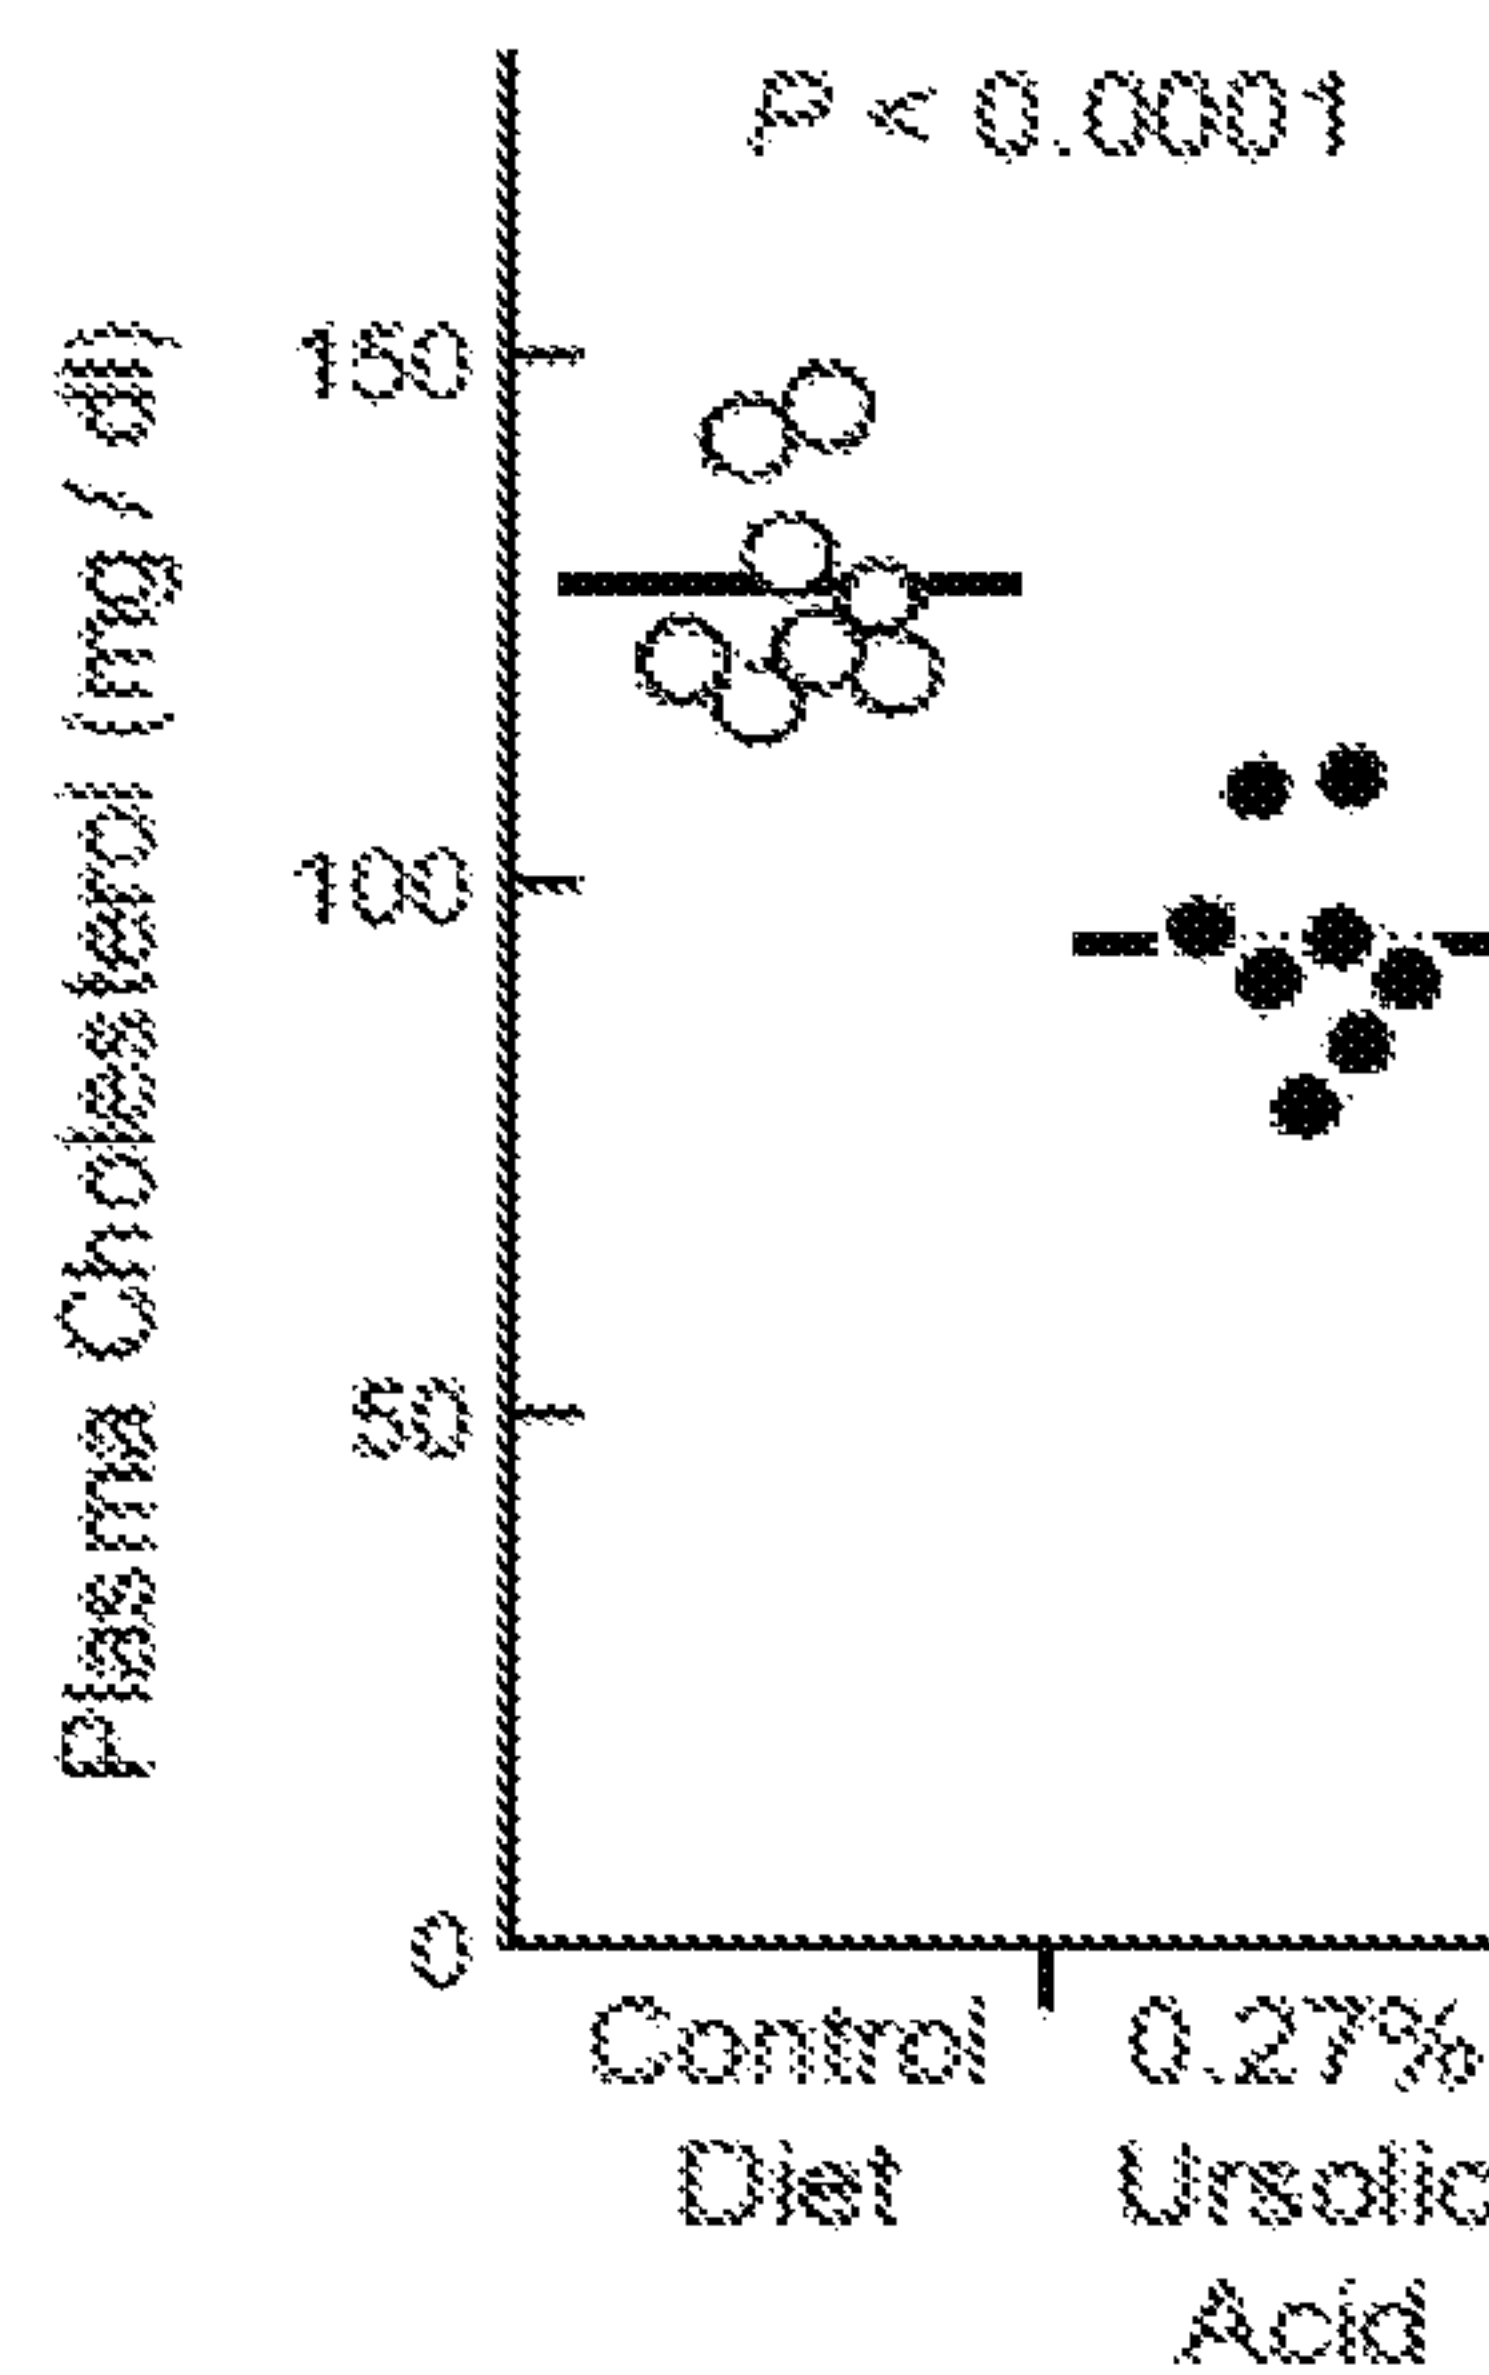 P < 0.0001
Plasma Cholesterol (mg / dl)
150
100
50
0
Control
Diet
0.27%
Ursolic
Acid